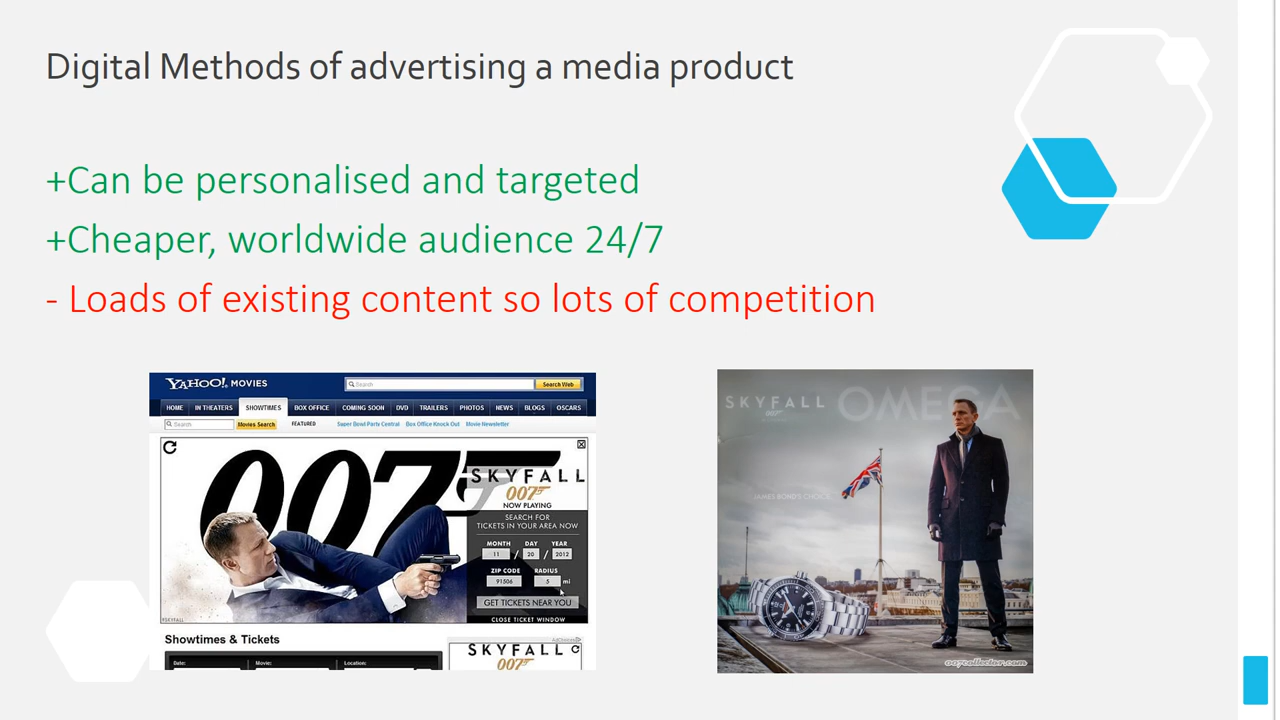 Digital Methods of advertising a media product
+Can be personalised and targeted
+Cheaper, worldwide audience 24/7
- Loads of existing content so lots of competition
YAHOO! MOVIES
Search
Search Web
HOME IN THEATERS SHOWTIMES BOX OFFICE COMING SOON DVD TRAILERS PHOTOS NEWS BLOGS OSCARS
Search
Movies Search
FEATURED
Super Bowl Party Central
Box Office Knock Out
Movie Newsletter
007
SKYFALL
007
NOW PLAYING
SEARCH FOR
TICKETS IN YOUR AREA NOW
MONTH DAY YEAR
11 / 20 / 2012
ZIP CODE RADIUS
91506 5 mi
GET TICKETS NEAR YOU
CLOSE TICKET WINDOW
#SKYFALL
Showtimes & Tickets
AdChoices
Date: Movie: Location:
SKYFALL
007
SKYFALL
007
OMEGA
JAMES BOND'S CHOICE
007collector.com